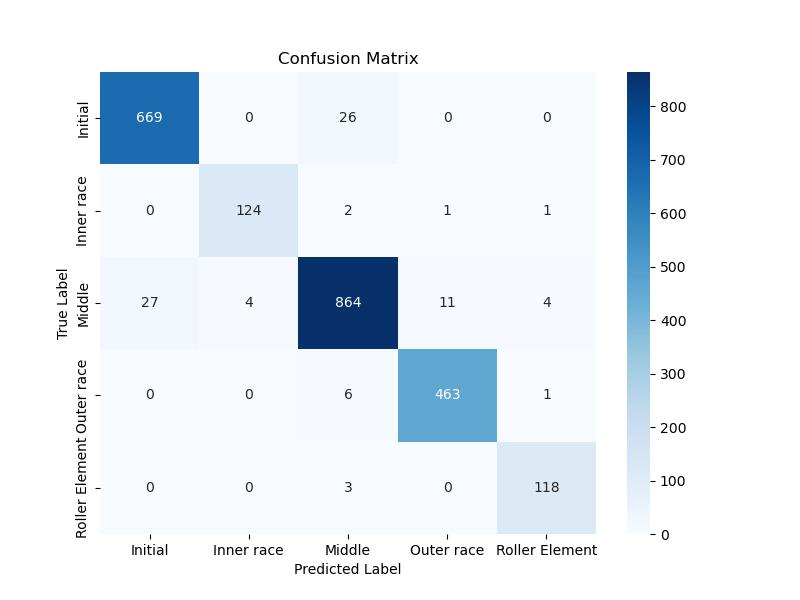 Confusion Matrix
True Label
Initial 669 0 26 0 0
Inner race 0 124 2 1 1
Middle 27 4 864 11 4
Outer race 0 0 6 463 1
Roller Element 0 0 3 0 118
Initial Inner race Middle Outer race Roller Element
Predicted Label
800
700
600
500
400
300
200
100
0